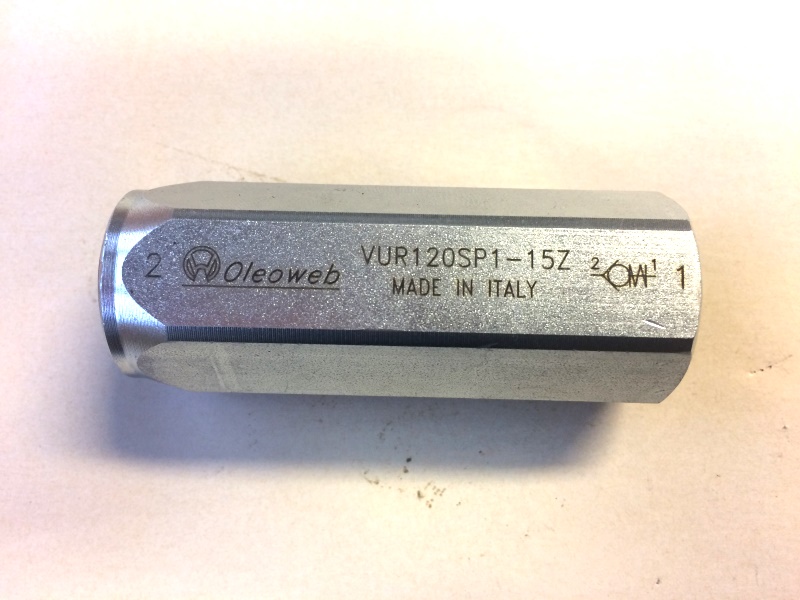 2 Oleoweb VUR120SP1-15Z 2 1 1
MADE IN ITALY